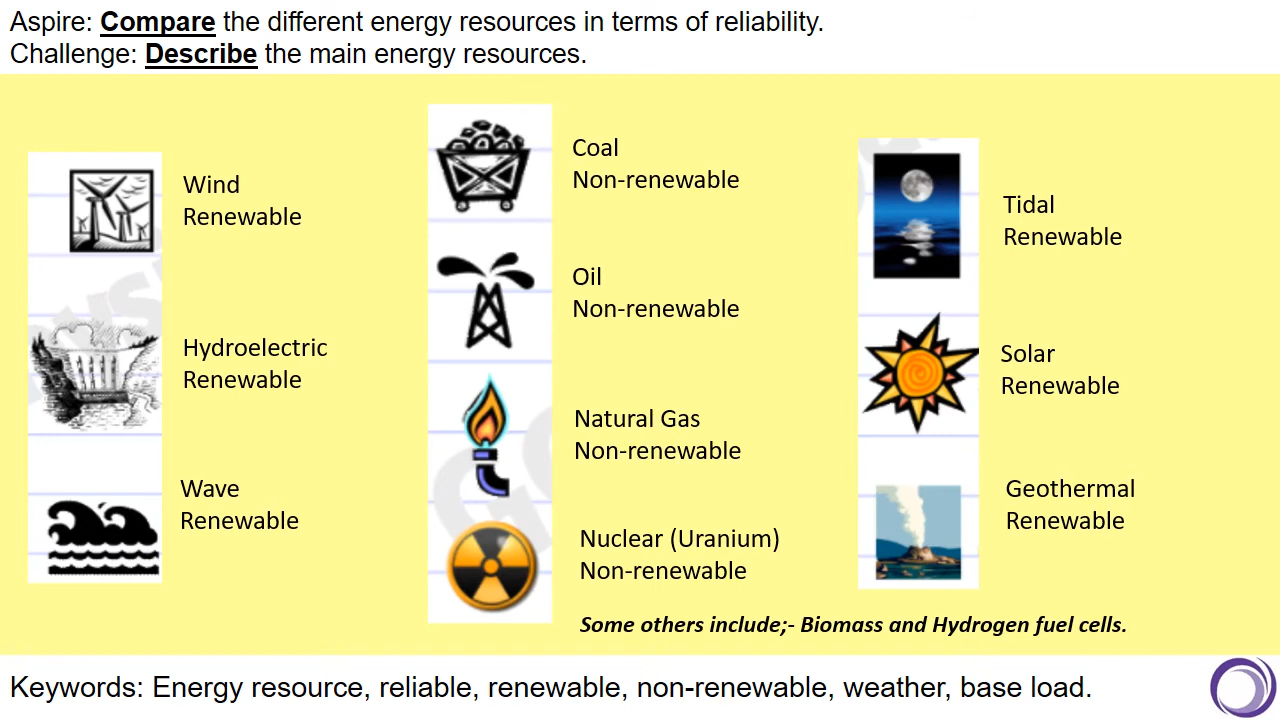 Aspire: Compare the different energy resources in terms of reliability.
Challenge: Describe the main energy resources.
Wind
Renewable
Hydroelectric
Renewable
Wave
Renewable
Coal
Non-renewable
Oil
Non-renewable
Natural Gas
Non-renewable
Nuclear (Uranium)
Non-renewable
Tidal
Renewable
Solar
Renewable
Geothermal
Renewable
Some others include;- Biomass and Hydrogen fuel cells.
Keywords: Energy resource, reliable, renewable, non-renewable, weather, base load.